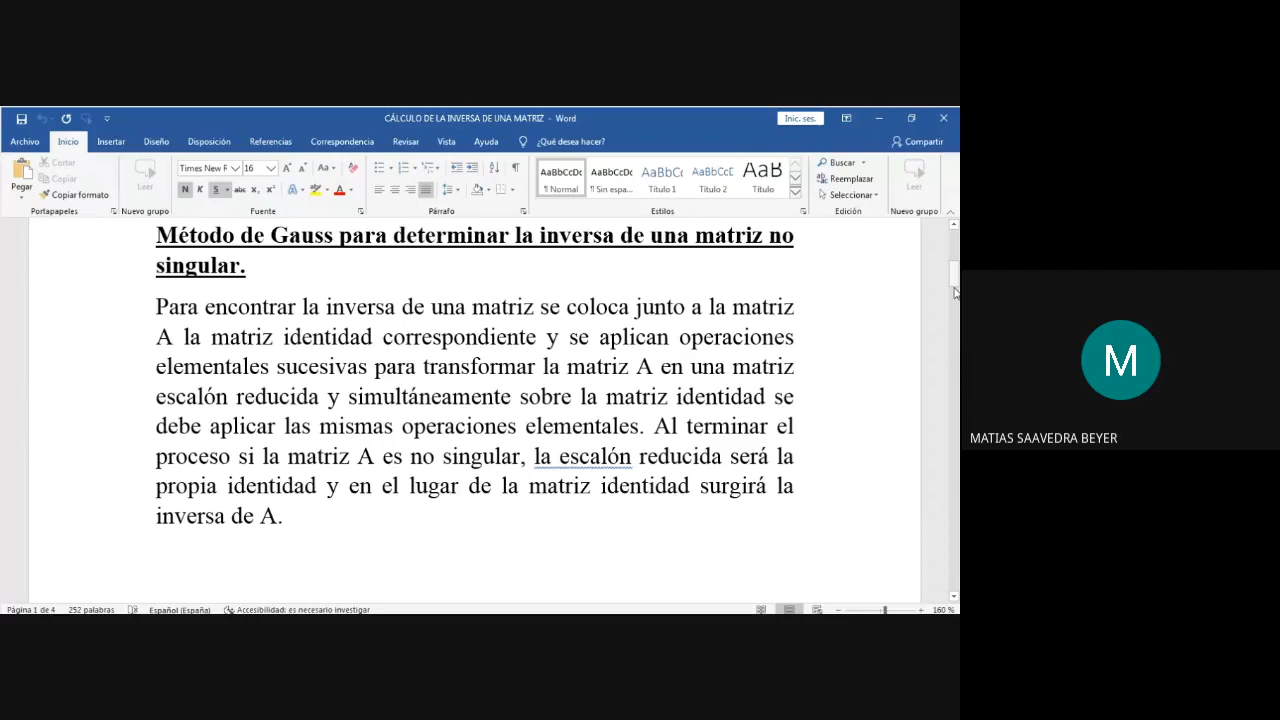 CÁLCULO DE LA INVERSA DE UNA MATRIZ - Word
Inic. ses.
Archivo Inicio Insertar Diseño Disposición Referencias Correspondencia Revisar Vista Ayuda ¿Qué desea hacer? Compartir
Pegar
Cortar
Copiar
Copiar formato
Portapapeles
Leer
Nuevo grupo
Times New F 16
Aa
N K S abc x₂ x²
Fuente
Párrafo
AaBbCcDc AaBbCcDc AaBbCc AaBbCcC AaB
¶ Normal ¶ Sin espa... Título 1 Título 2 Título
Estilos
Buscar
Reemplazar
Seleccionar
Edición
Leer
Nuevo grupo
Método de Gauss para determinar la inversa de una matriz no
singular.
Para encontrar la inversa de una matriz se coloca junto a la matriz
A la matriz identidad correspondiente y se aplican operaciones
elementales sucesivas para transformar la matriz A en una matriz
escalón reducida y simultáneamente sobre la matriz identidad se
debe aplicar las mismas operaciones elementales. Al terminar el
proceso si la matriz A es no singular, la escalón reducida será la
propia identidad y en el lugar de la matriz identidad surgirá la
inversa de A.
Página 1 de 4 252 palabras Español (España) Accesibilidad: es necesario investigar 160 %
M
MATIAS SAAVEDRA BEYER